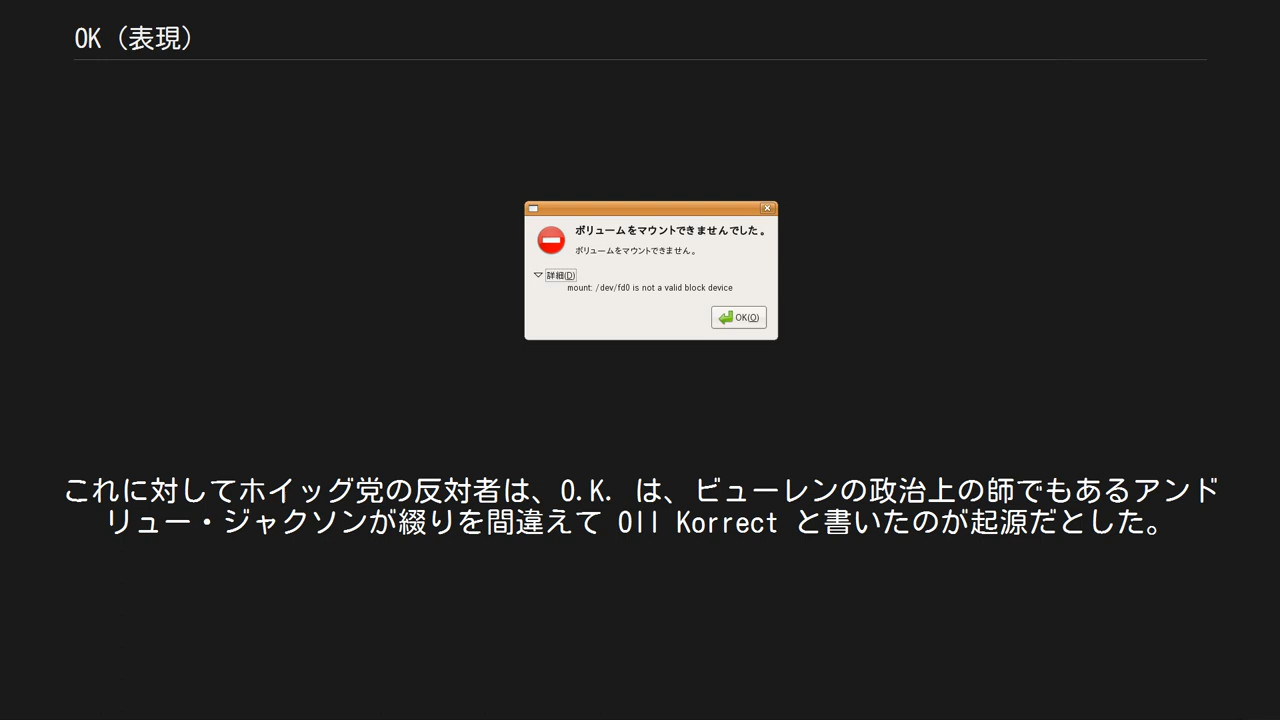 OK（表現）
ボリュームをマウントできませんでした。
ボリュームをマウントできません。
詳細(D)
mount: /dev/fd0 is not a valid block device
OK(O)
これに対してホイッグ党の反対者は、O.K. は、ビューレンの政治上の師でもあるアンド
リュー・ジャクソンが綴りを間違えて Oll Korrect と書いたのが起源だとした。